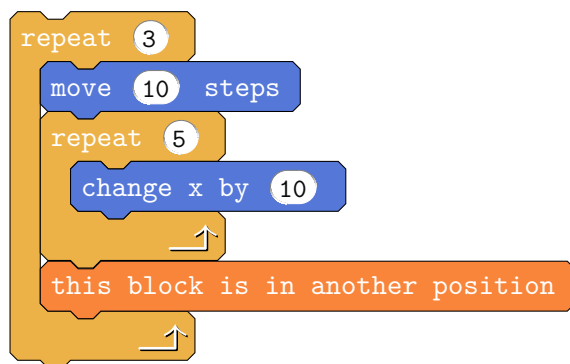 repeat 3
move 10 steps
repeat 5
change x by 10
this block is in another position